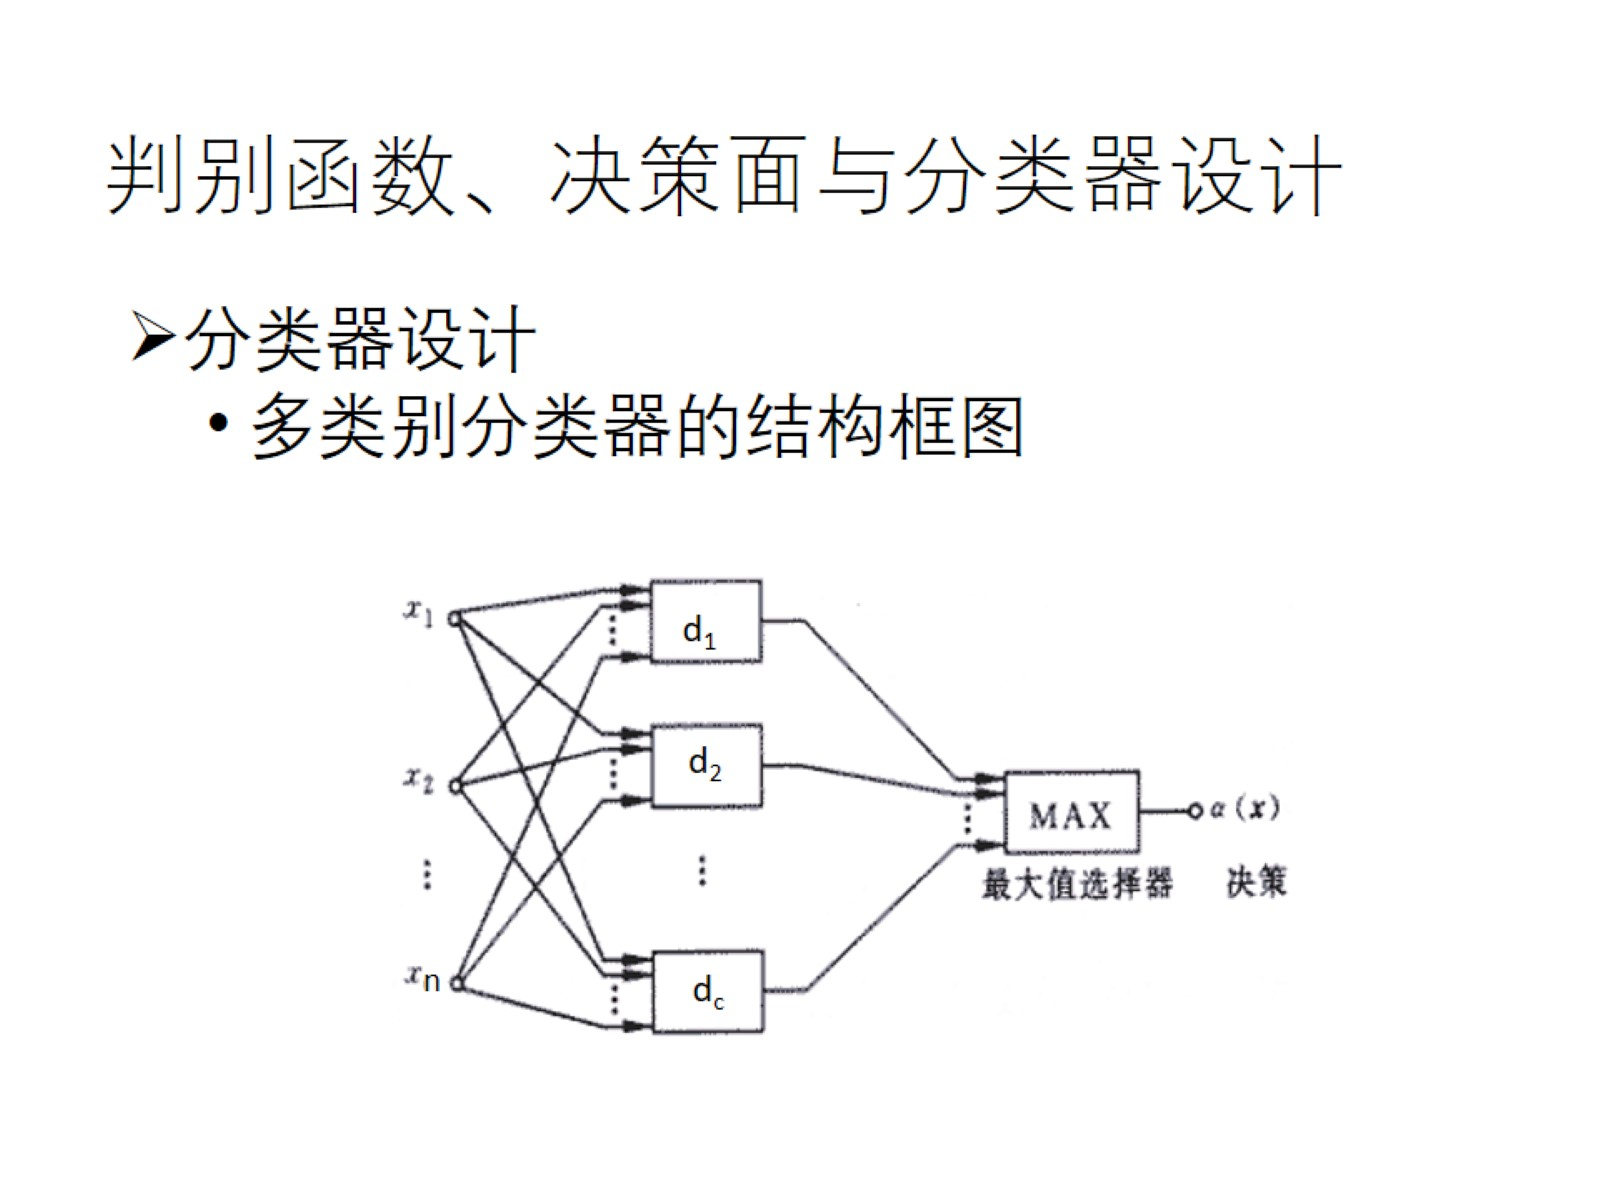 判别函数、决策面与分类器设计
➢分类器设计
• 多类别分类器的结构框图
x₁
d₁
x₂
d₂
⋮
⋮
xn
d_c
MAX
α(x)
最大值选择器
决策